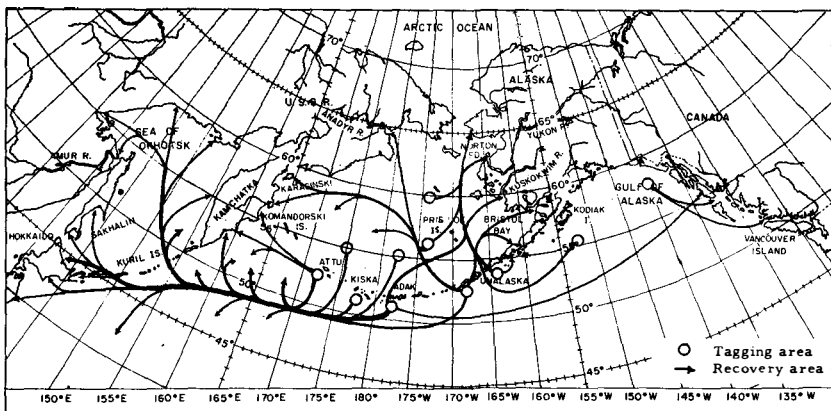 ARCTIC OCEAN
70°
70°
ALASKA
U.S.S.R.
ANADYR R.
65°
YUKON R.
CANADA
SEA OF
OKHOTSK
NORTON
60°
KUSKOKWIM R.
60°
AMUR R.
KAMCHATKA
KARAGINSKI
GULF OF
ALASKA
KOMANDORSKI
IS.
PRIB
IS.
BRISTOL
BAY
KODIAK
I.
HOKKAIDO
SAKHALIN
VANCOUVER
ISLAND
KURIL IS.
ATTU
UNALASKA
50°
KISKA
ADAK
50°
45°
45°
Tagging area
Recovery area
150°E 155°E 160°E 165°E 170°E 175°E 180° 175°W 170°W 165°W 160°W 155°W 150°W 145°W 140°W 135°W